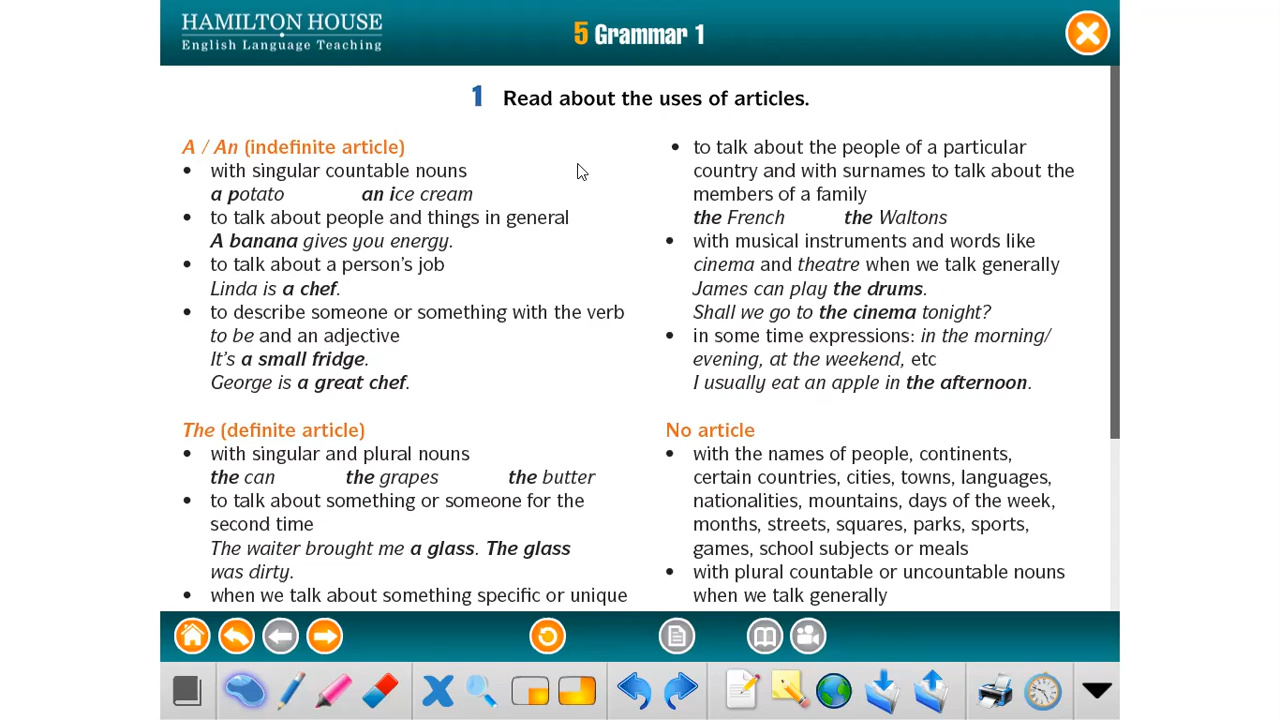 HAMILTON HOUSE
English Language Teaching
5 Grammar 1
1 Read about the uses of articles.
A / An (indefinite article)
• with singular countable nouns
a potato an ice cream
• to talk about people and things in general
A banana gives you energy.
• to talk about a person's job
Linda is a chef.
• to describe someone or something with the verb
to be and an adjective
It's a small fridge.
George is a great chef.
The (definite article)
• with singular and plural nouns
the can the grapes the butter
• to talk about something or someone for the
second time
The waiter brought me a glass. The glass
was dirty.
• when we talk about something specific or unique
• to talk about the people of a particular
country and with surnames to talk about the
members of a family
the French the Waltons
• with musical instruments and words like
cinema and theatre when we talk generally
James can play the drums.
Shall we go to the cinema tonight?
• in some time expressions: in the morning/
evening, at the weekend, etc
I usually eat an apple in the afternoon.
No article
• with the names of people, continents,
certain countries, cities, towns, languages,
nationalities, mountains, days of the week,
months, streets, squares, parks, sports,
games, school subjects or meals
• with plural countable or uncountable nouns
when we talk generally